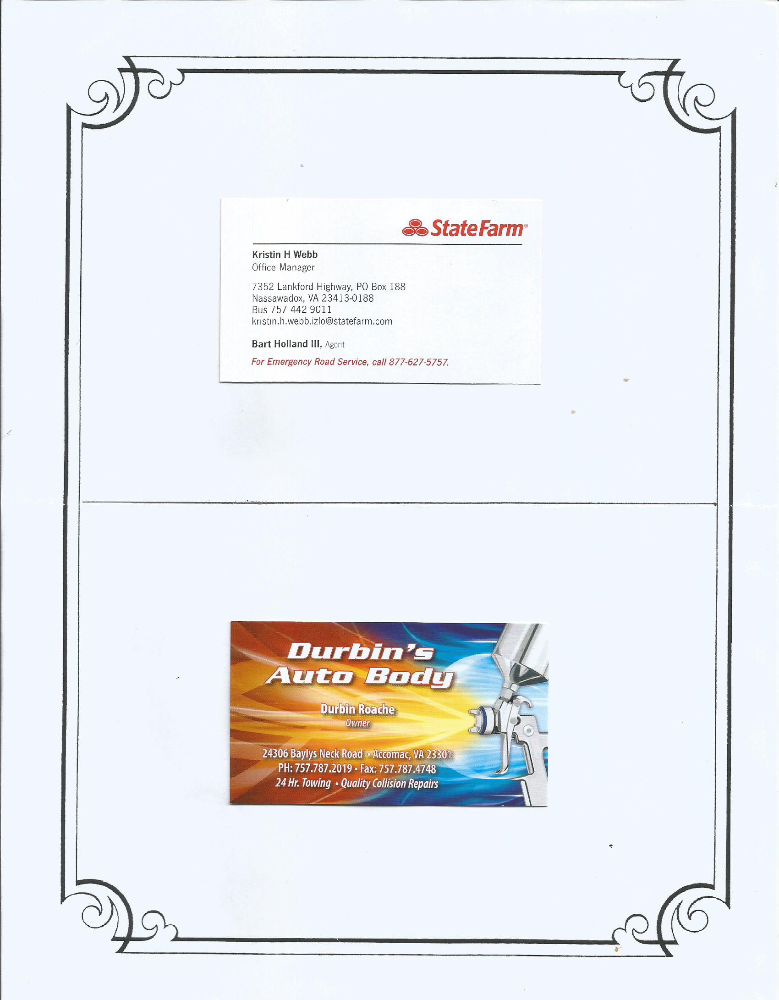 State Farm®
Kristin H Webb
Office Manager
7352 Lankford Highway, PO Box 188
Nassawadox, VA 23413-0188
Bus 757 442 9011
kristin.h.webb.izlo@statefarm.com
Bart Holland III, Agent
For Emergency Road Service, call 877-627-5757.
Durbin's
Auto Body
Durbin Roache
Owner
24306 Baylys Neck Road • Accomac, VA 23301
PH: 757.787.2019 • Fax: 757.787.4748
24 Hr. Towing • Quality Collision Repairs